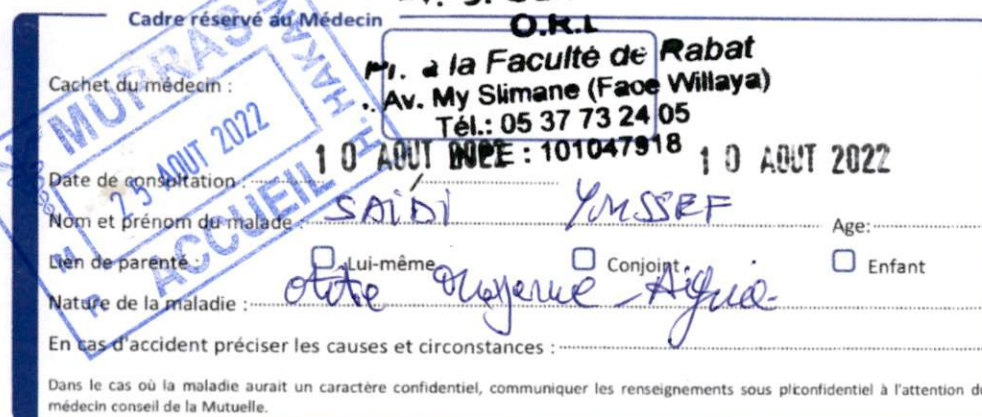 Cadre réservé au Médecin
O.R.L
Pr. à la Faculté de Rabat
Cachet du médecin :
Av. My Slimane (Face Willaya)
Tél.: 05 37 73 24 05
MUPRAS
25 AOUT 2022
ACCUEIL
10 AOUT INPE : 101047918 10 AOUT 2022
Date de consultation :
Nom et prénom du malade : SAIDI YOUSSEF Age:
Lien de parenté : Lui-même Conjoint Enfant
Nature de la maladie : Otite Moyenne Aigue
En cas d'accident préciser les causes et circonstances :
Dans le cas où la maladie aurait un caractère confidentiel, communiquer les renseignements sous pliconfidentiel à l'attention du
médecin conseil de la Mutuelle.